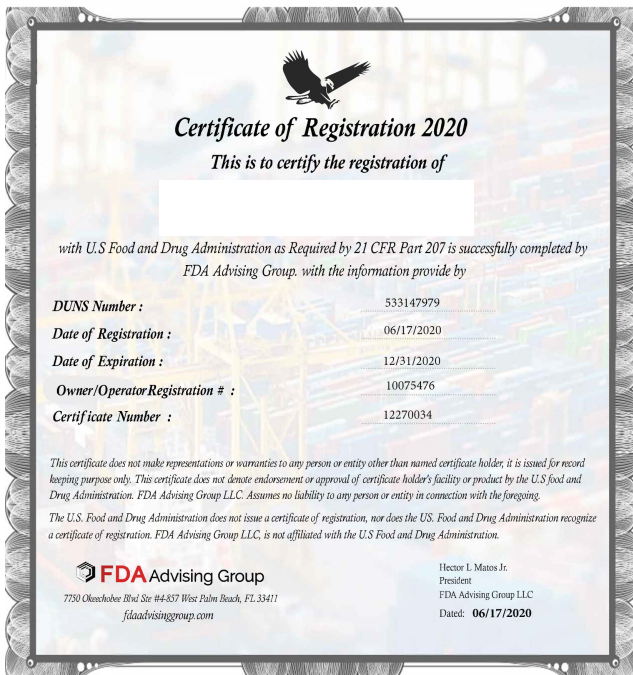 Certificate of Registration 2020
This is to certify the registration of
with U.S Food and Drug Administration as Required by 21 CFR Part 207 is successfully completed by
FDA Advising Group. with the information provide by
DUNS Number : 533147979
Date of Registration : 06/17/2020
Date of Expiration : 12/31/2020
Owner/OperatorRegistration # : 10075476
Certificate Number : 12270034
This certificate does not make representations or warranties to any person or entity other than named certificate holder, it is issued for record
keeping purpose only. This certificate does not denote endorsement or approval of certificate holder's facility or product by the U.S food and
Drug Administration. FDA Advising Group LLC. Assumes no liability to any person or entity in connection with the foregoing.
The U.S. Food and Drug Administration does not issue a certificate of registration, nor does the US. Food and Drug Administration recognize
a certificate of registration. FDA Advising Group LLC, is not affiliated with the U.S Food and Drug Administration.
FDA Advising Group
7750 Okeechobee Blvd Ste #4-857 West Palm Beach, FL 33411
fdaadvisinggroup.com
Hector L Matos Jr.
President
FDA Advising Group LLC
Dated: 06/17/2020